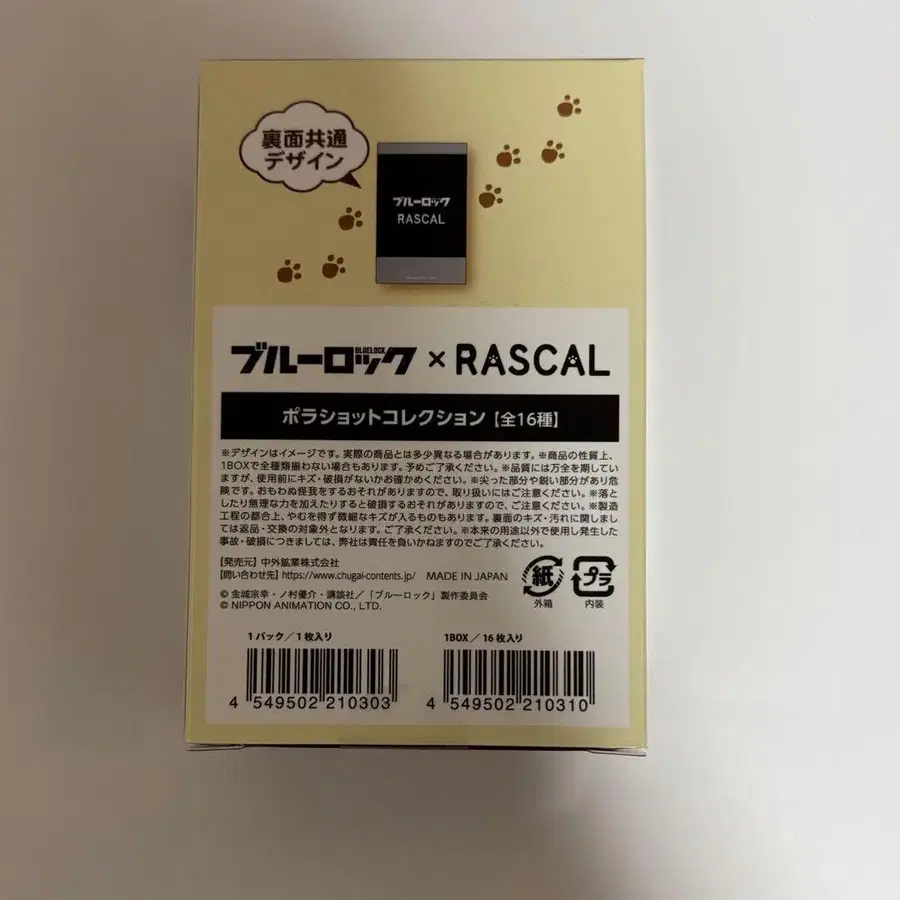 裏面共通
デザイン
ブルーロック
RASCAL
ブルーロック BLUELOCK × RASCAL
ポラショットコレクション【全16種】
※デザインはイメージです。実際の商品とは多少異なる場合があります。※商品の性質上、
1BOXで全種類揃わない場合もあります。予めご了承ください。※品質には万全を期していま
すが、使用前にキズ・破損がないかお確かめください。※尖った部分や鋭い部分があり危
険です。おもわぬ怪我をするおそれがありますので、取り扱いにはご注意ください。※落と
したり無理な力を加えたりすると破損するおそれがありますので、ご注意ください。※製造
工程の都合上、やむを得ず微細なキズが入るものもあります。裏面のキズ・汚れに関しまし
ては返品・交換の対象外となります。ご了承ください。※本来の用途以外で使用し発生した
事故・破損につきましては、弊社は責任を負いかねますのでご了承ください。
【発売元】中外鉱業株式会社
【問い合わせ先】https://www.chugai-contents.jp/ MADE IN JAPAN
紙
外箱
プラ
内装
© 金城宗幸・ノ村優介・講談社／「ブルーロック」製作委員会
© NIPPON ANIMATION CO., LTD.
1パック／1枚入り
4 549502 210303
1BOX／16枚入り
4 549502 210310